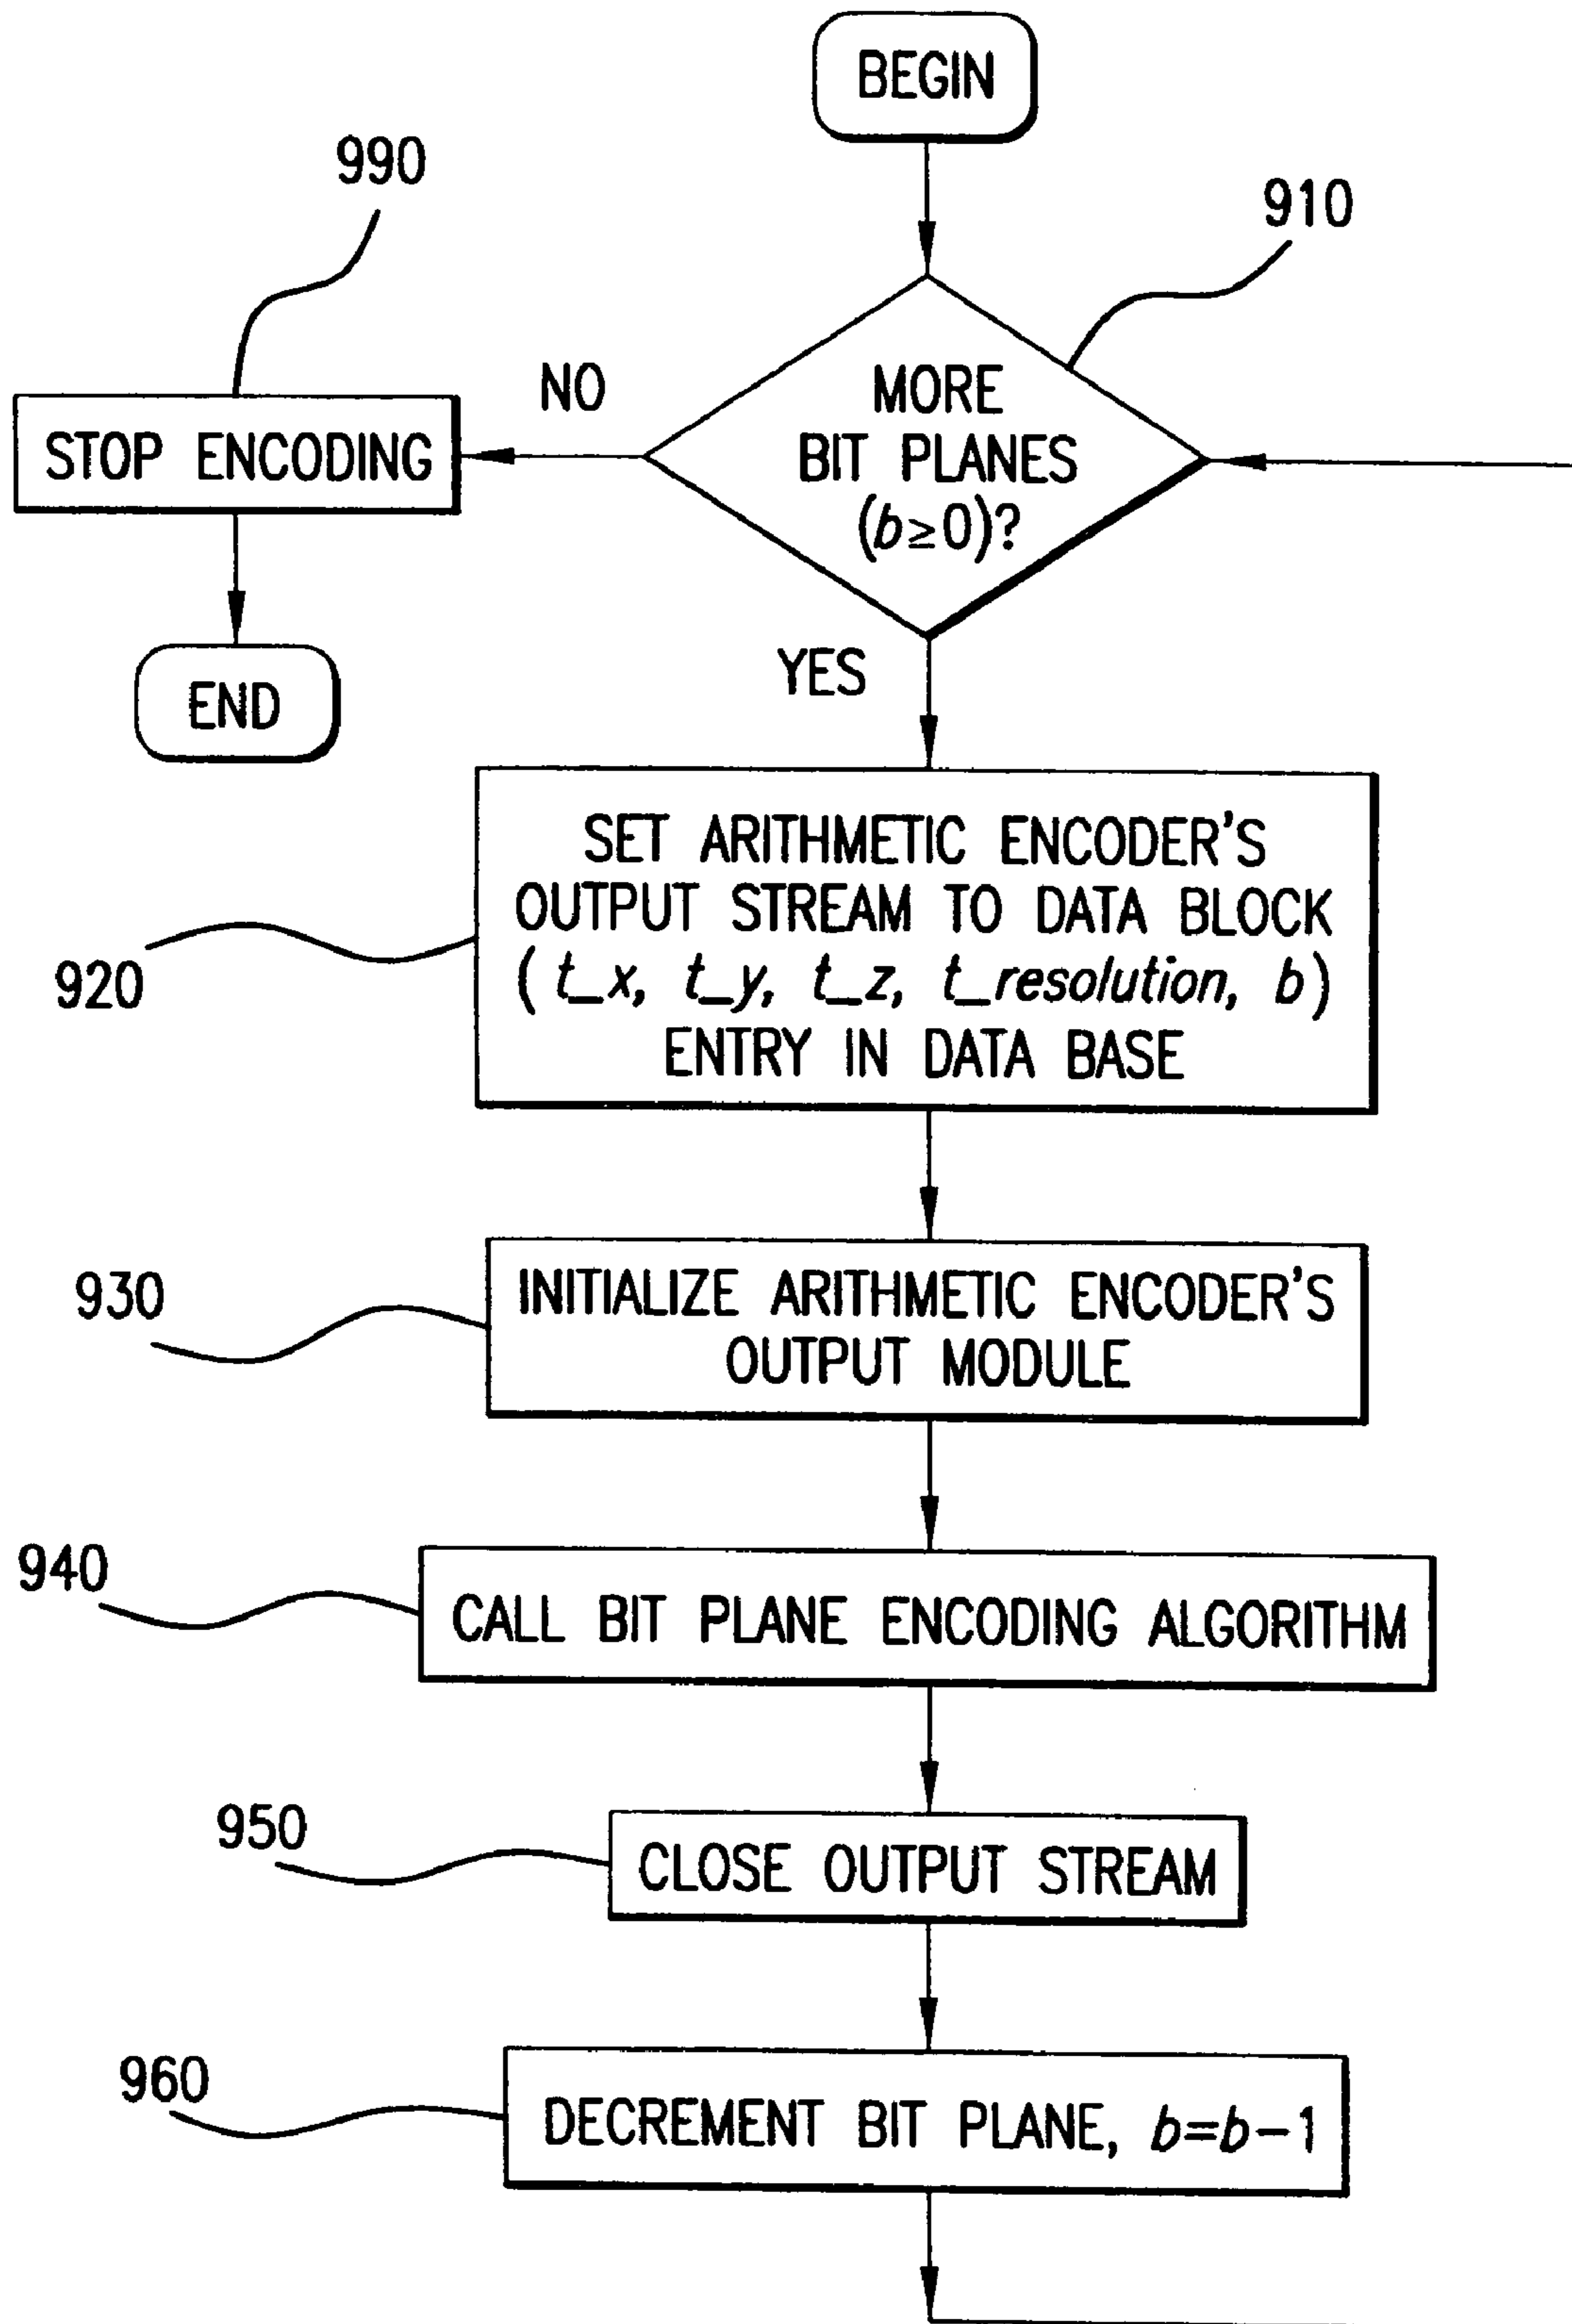 BEGIN
990
910
MORE
BIT PLANES
(b≥0)?
NO
STOP ENCODING
YES
END
SET ARITHMETIC ENCODER'S
OUTPUT STREAM TO DATA BLOCK
(t_x, t_y, t_z, t_resolution, b)
ENTRY IN DATA BASE
920
930
INITIALIZE ARITHMETIC ENCODER'S
OUTPUT MODULE
940
CALL BIT PLANE ENCODING ALGORITHM
950
CLOSE OUTPUT STREAM
960
DECREMENT BIT PLANE, b=b-1